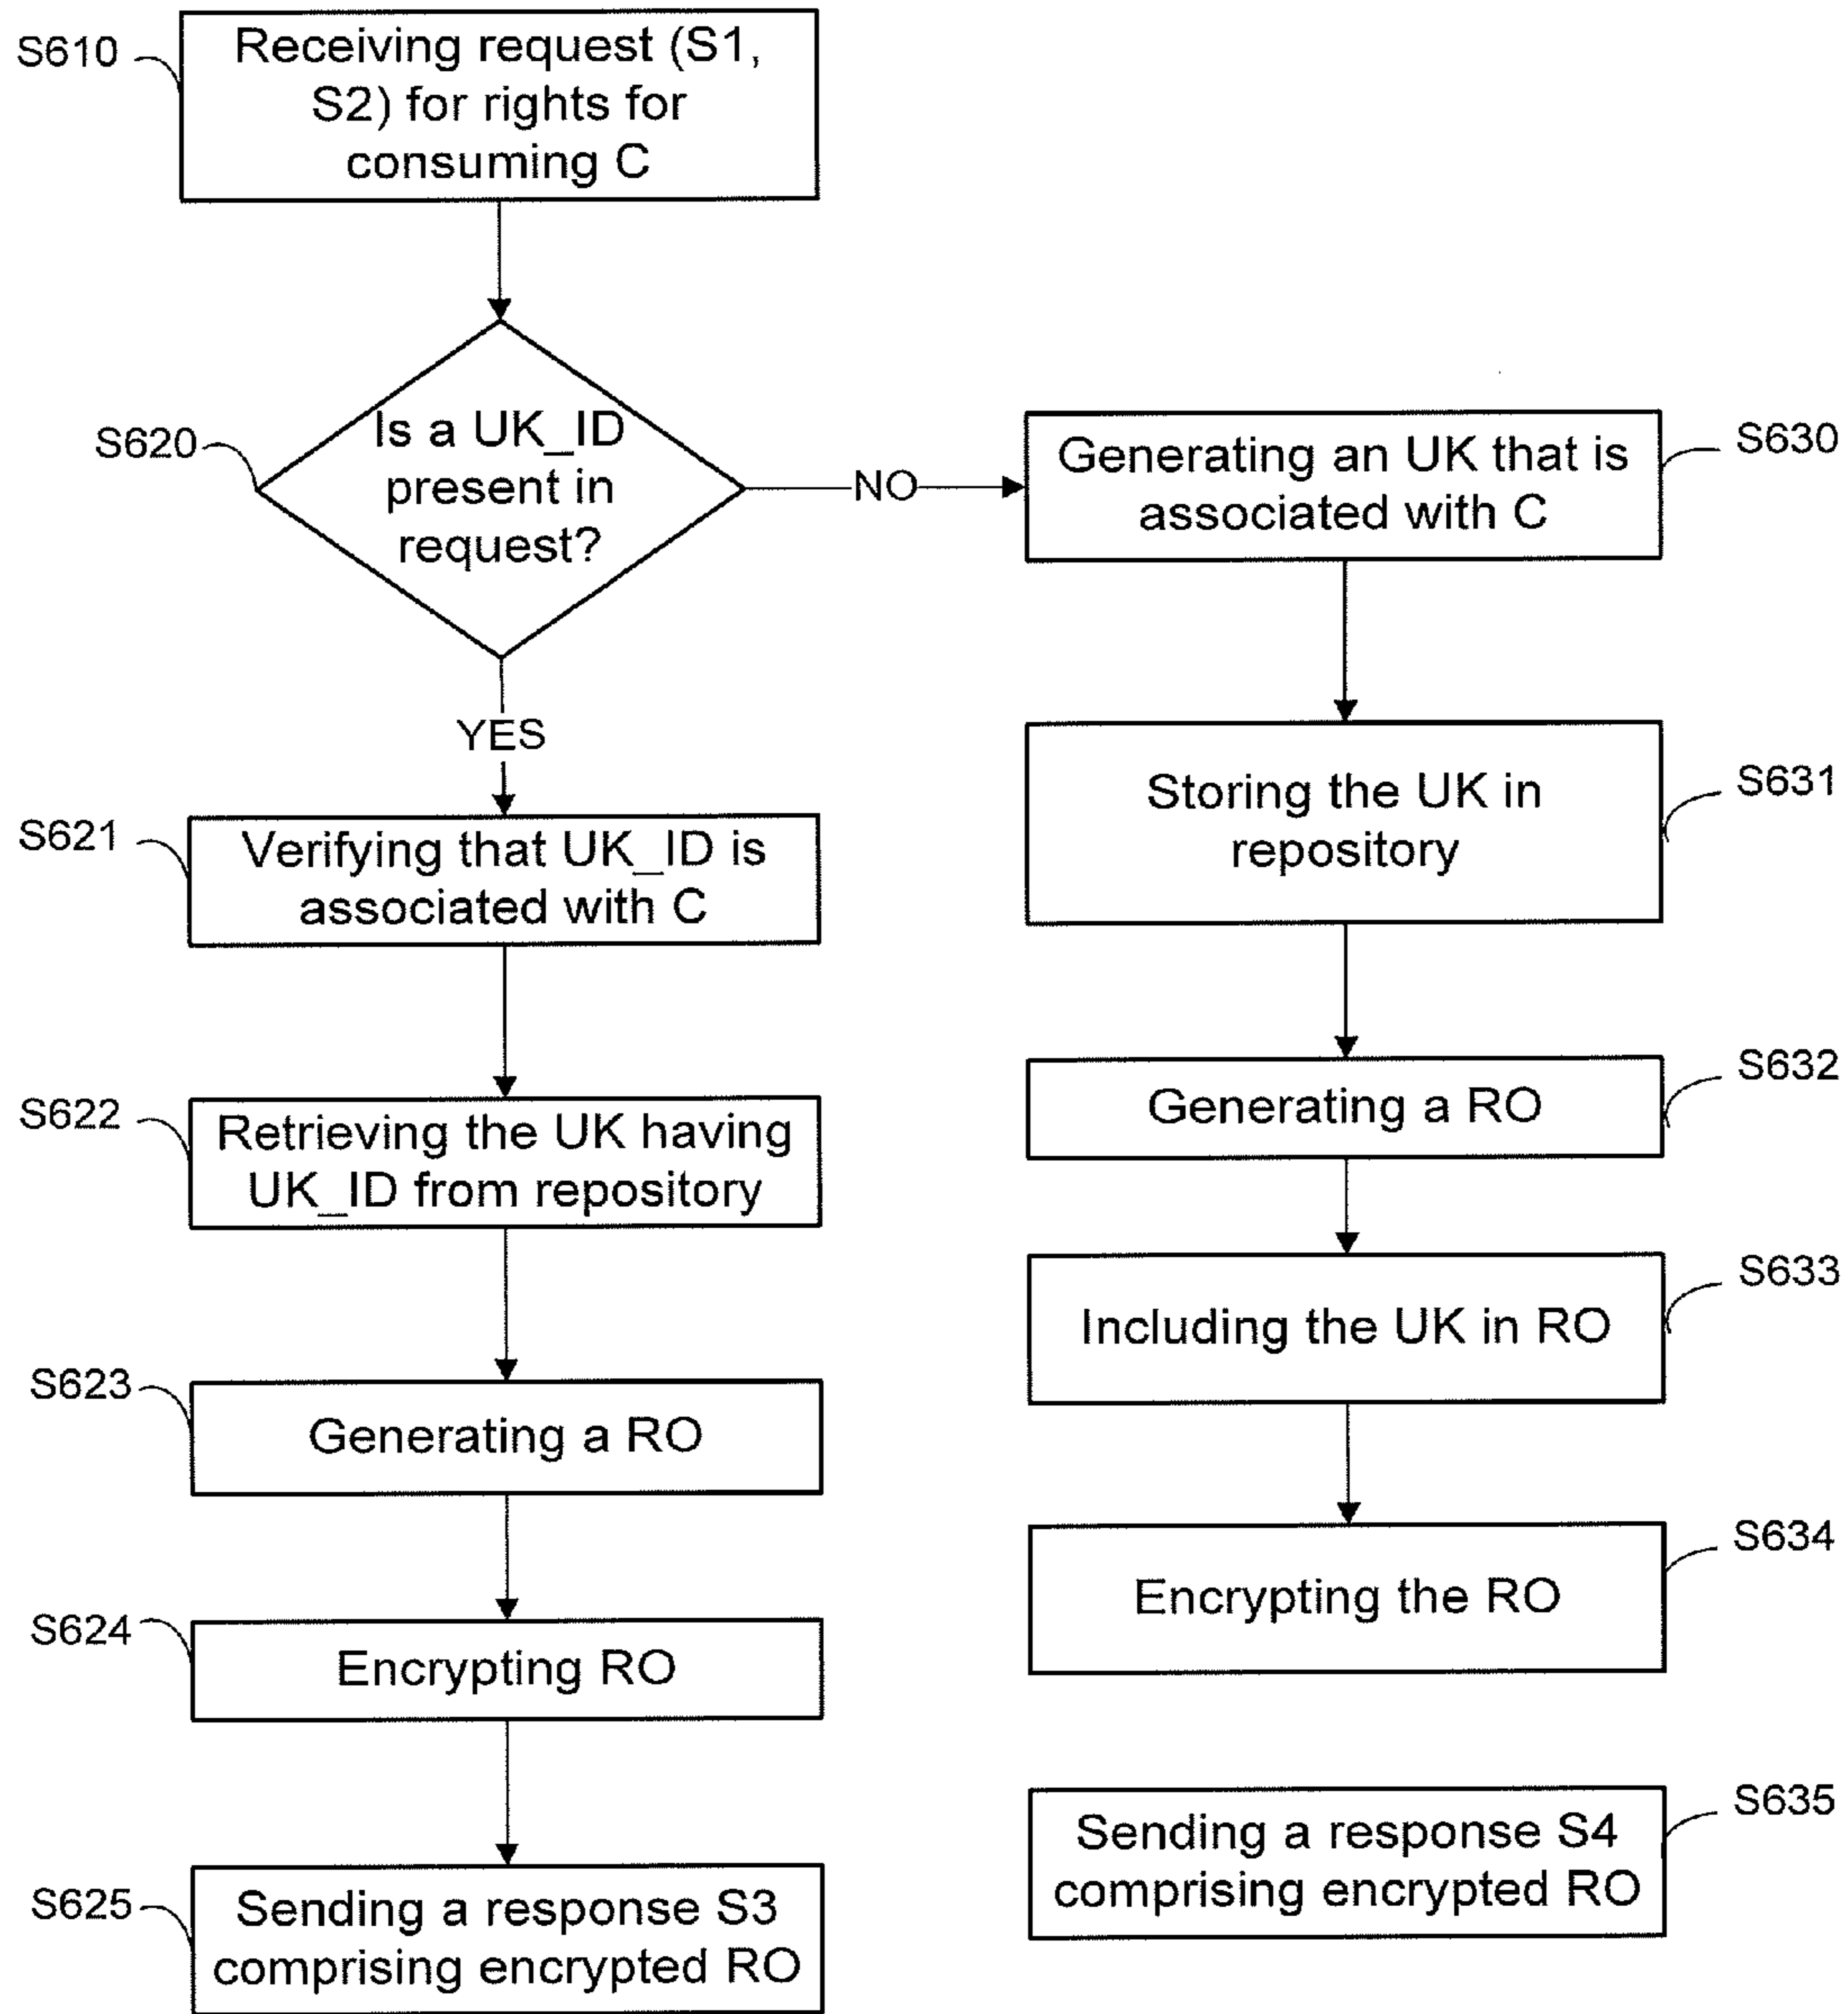 S610
Receiving request (S1,
S2) for rights for
consuming C
S620
Is a UK_ID
present in
request?
NO
YES
S621
Verifying that UK_ID is
associated with C
S622
Retrieving the UK having
UK_ID from repository
S623
Generating a RO
S624
Encrypting RO
S625
Sending a response S3
comprising encrypted RO
Generating an UK that is
associated with C
S630
Storing the UK in
repository
S631
Generating a RO
S632
Including the UK in RO
S633
Encrypting the RO
S634
Sending a response S4
comprising encrypted RO
S635